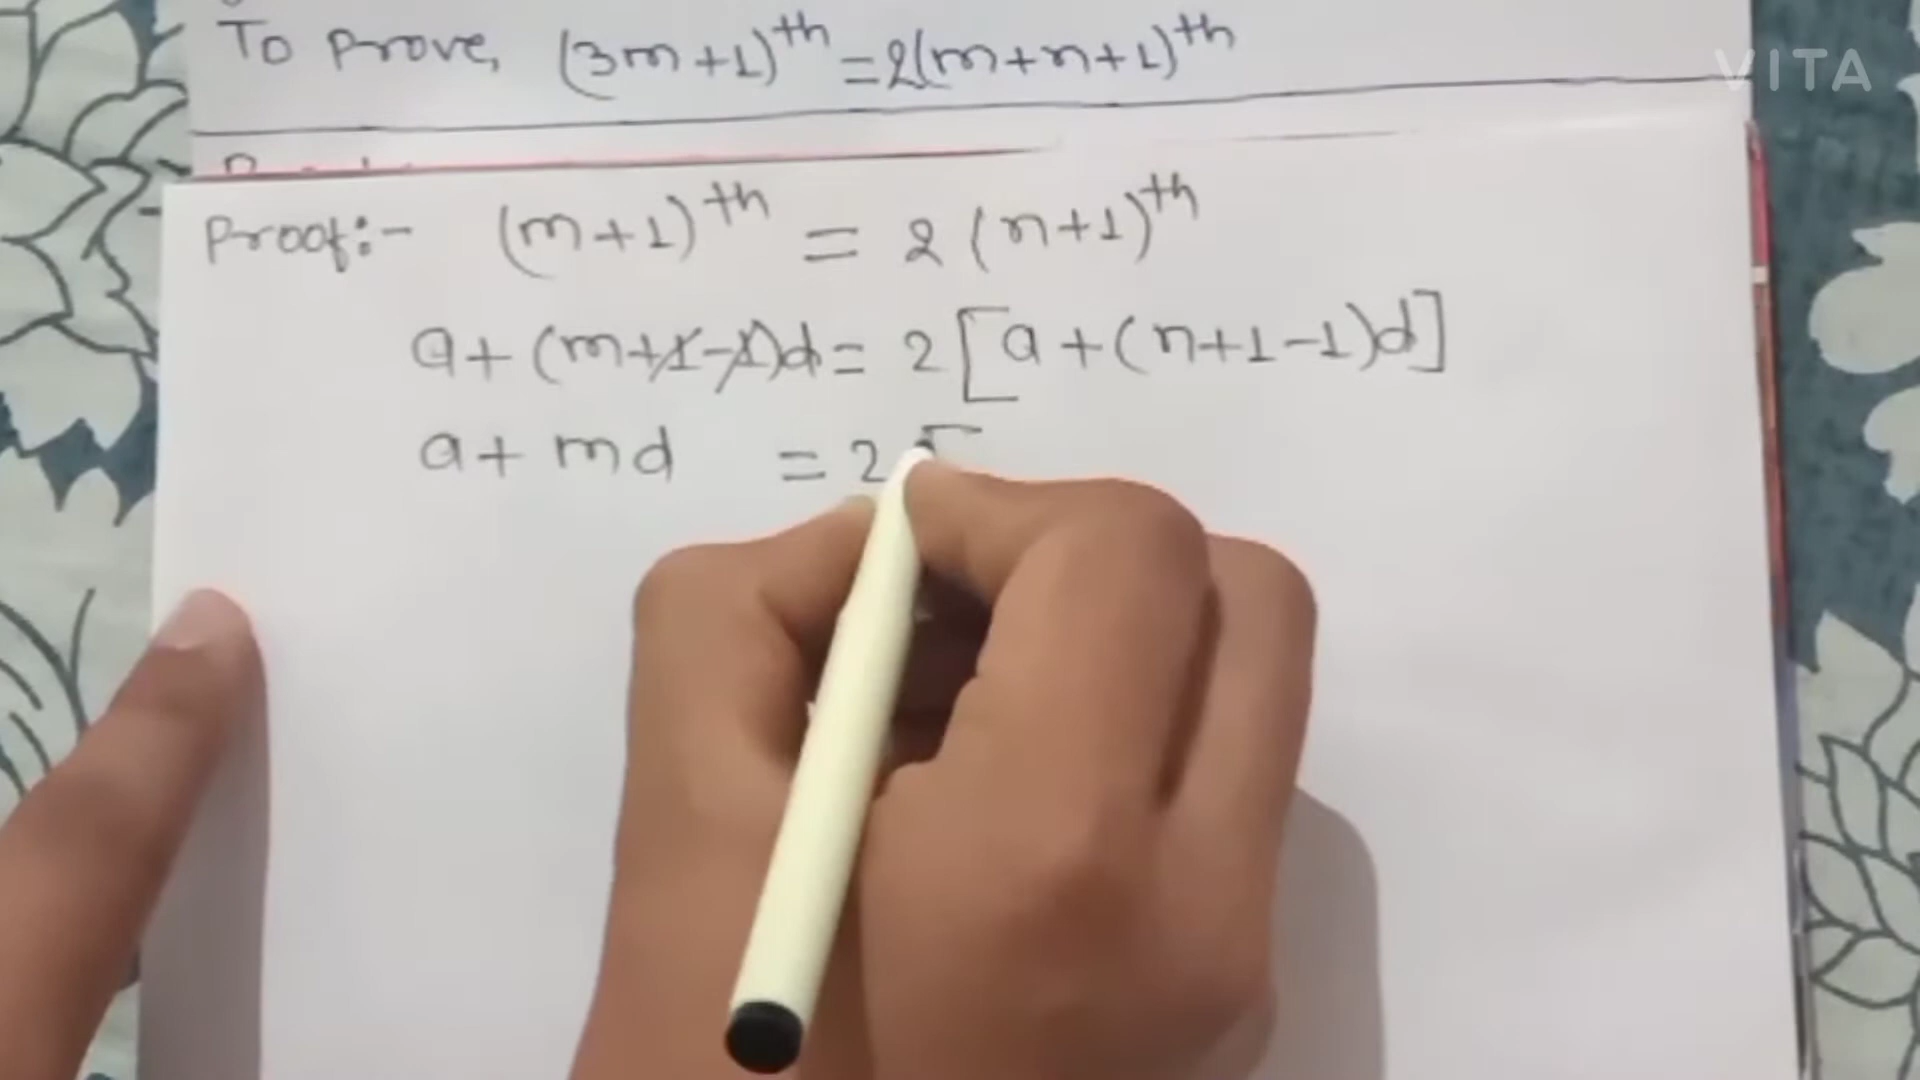 To prove, (3m+1)^th = 2(m+n+1)^th
VITA
Proof:- (m+1)^th = 2 (n+1)^th
a + (m+1-1)d = 2 [a + (n+1-1)d]
a + md = 2 [